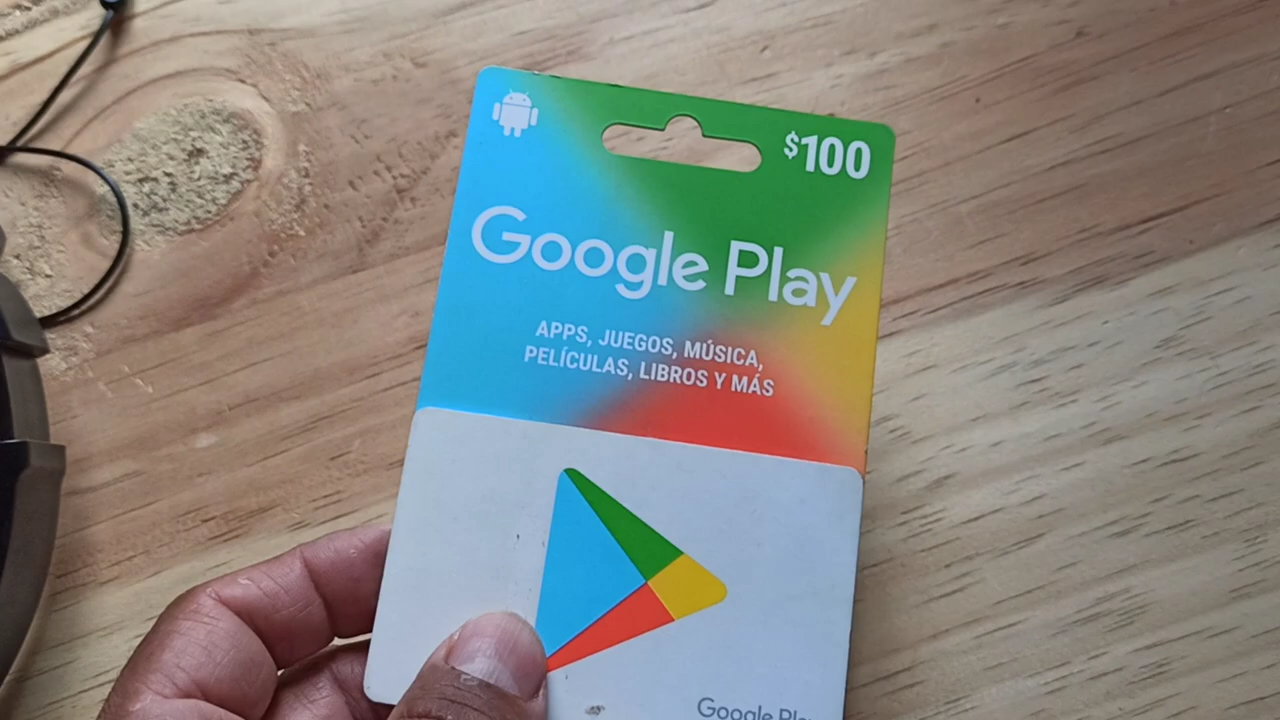 $100
Google Play
APPS, JUEGOS, MÚSICA,
PELÍCULAS, LIBROS Y MÁS
Google Play